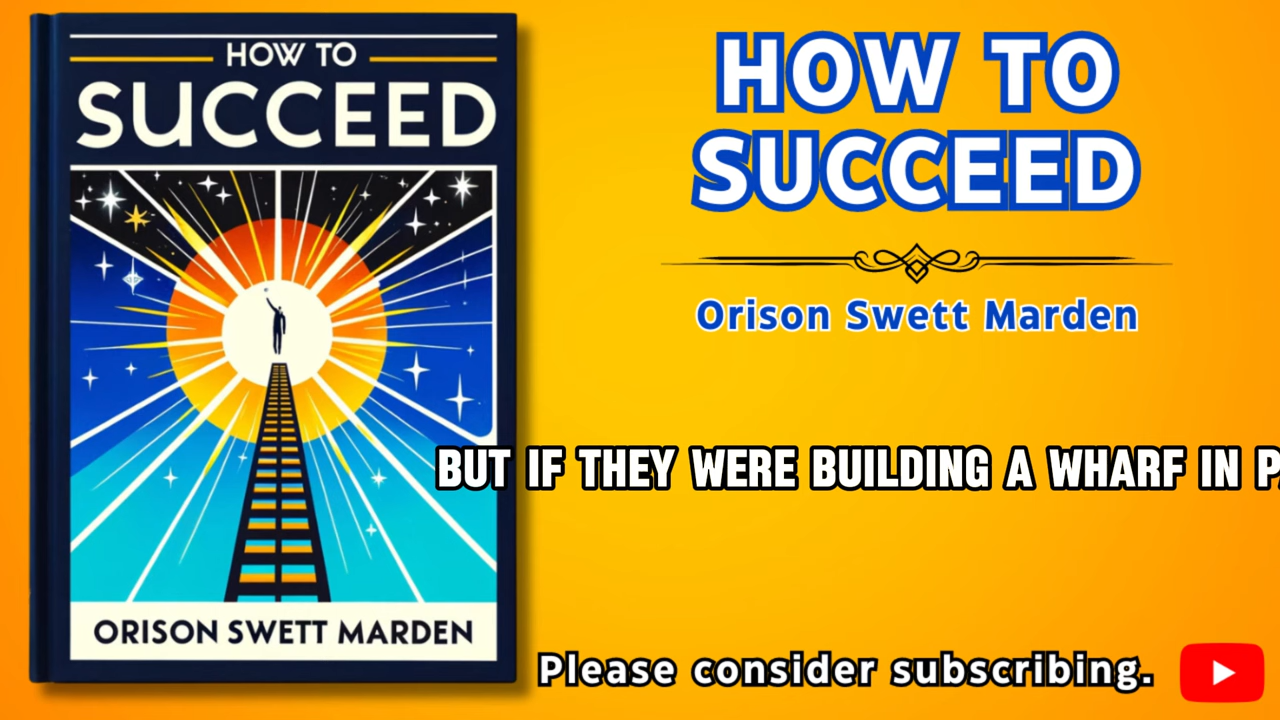 HOW TO
SUCCEED
ORISON SWETT MARDEN
HOW TO
SUCCEED
Orison Swett Marden
BUT IF THEY WERE BUILDING A WHARF IN
Please consider subscribing.